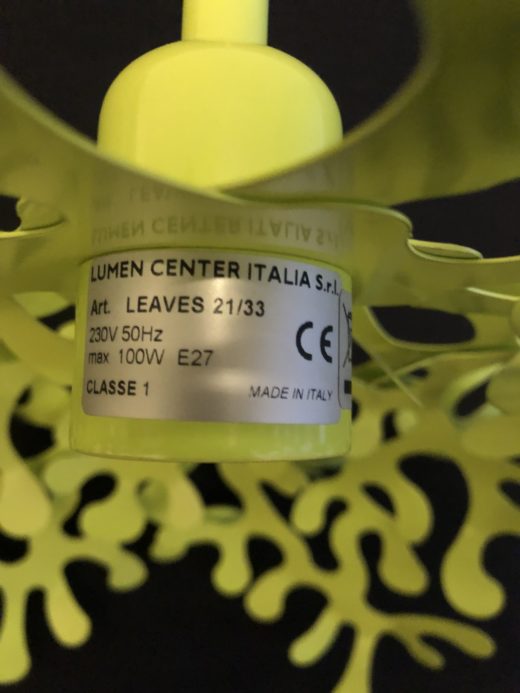 LUMEN CENTER ITALIA S.r.l.
Art. LEAVES 21/33
230V 50Hz
max 100W E27
CE
CLASSE 1
MADE IN ITALY